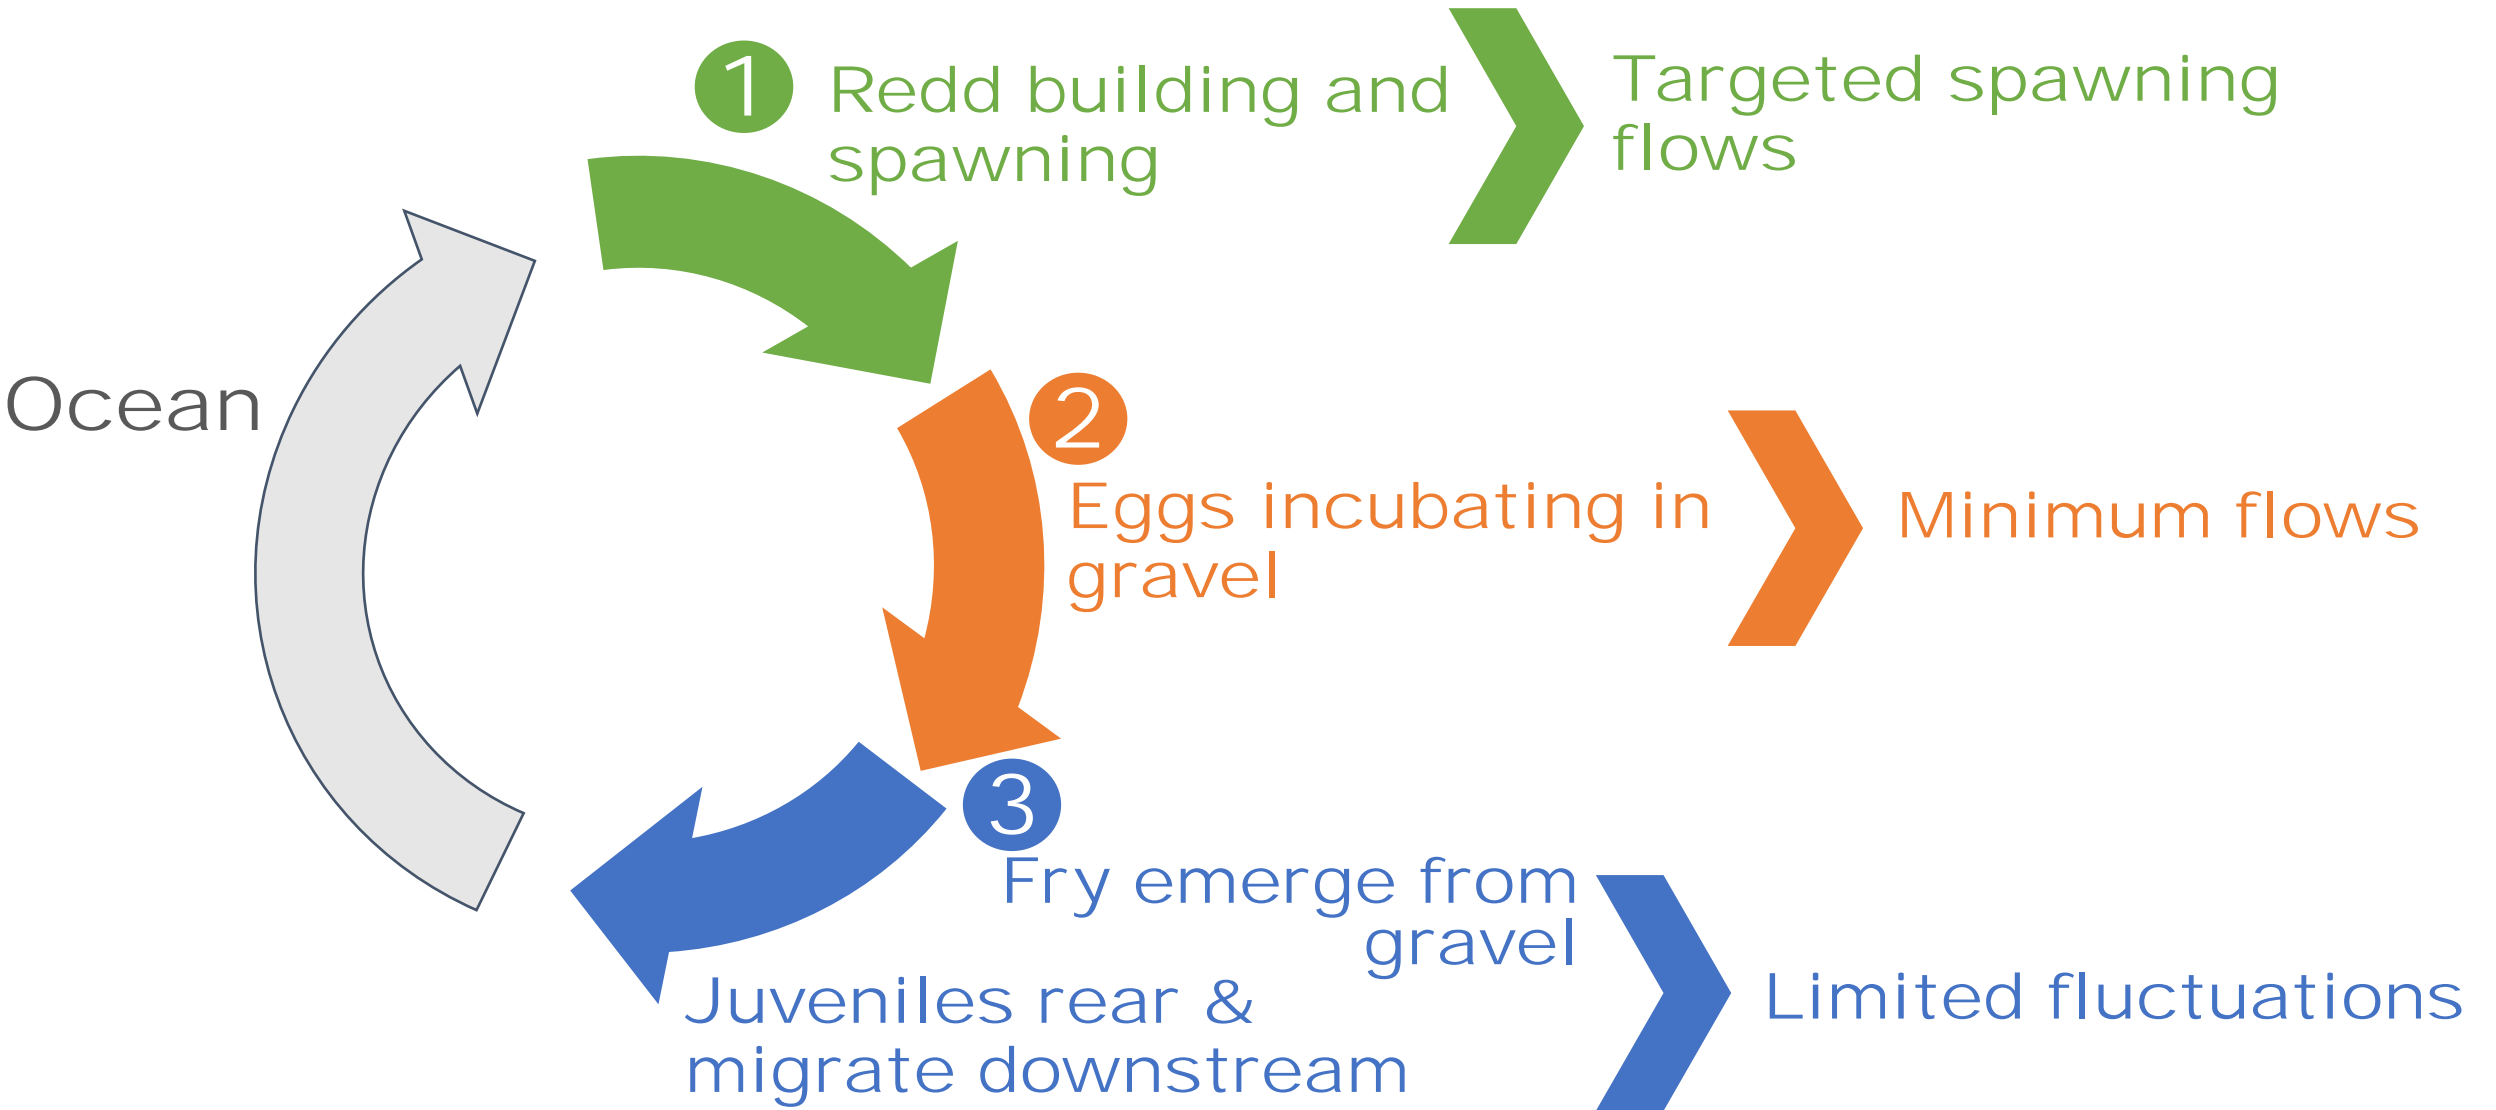 1
Redd building and
spawning
Targeted spawning
flows
Ocean
2
Eggs incubating in
gravel
Minimum flows
3
Fry emerge from
gravel
Juveniles rear &
migrate downstream
Limited fluctuations